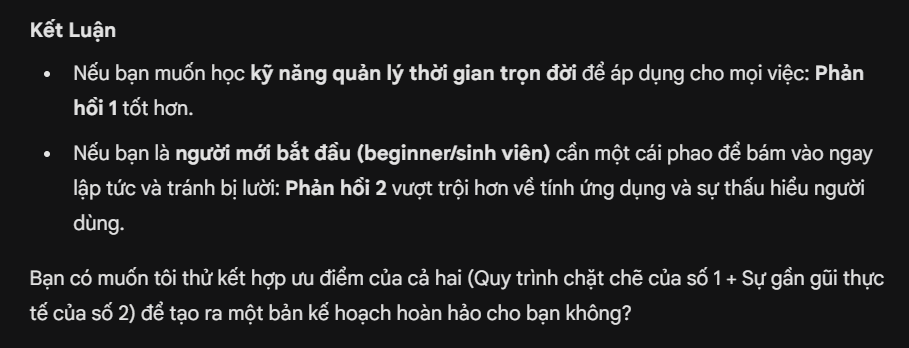 Kết Luận
• Nếu bạn muốn học kỹ năng quản lý thời gian trọn đời để áp dụng cho mọi việc: Phản
hồi 1 tốt hơn.
• Nếu bạn là người mới bắt đầu (beginner/sinh viên) cần một cái phao để bám vào ngay
lập tức và tránh bị lười: Phản hồi 2 vượt trội hơn về tính ứng dụng và sự thấu hiểu người
dùng.
Bạn có muốn tôi thử kết hợp ưu điểm của cả hai (Quy trình chặt chẽ của số 1 + Sự gần gũi thực
tế của số 2) để tạo ra một bản kế hoạch hoàn hảo cho bạn không?